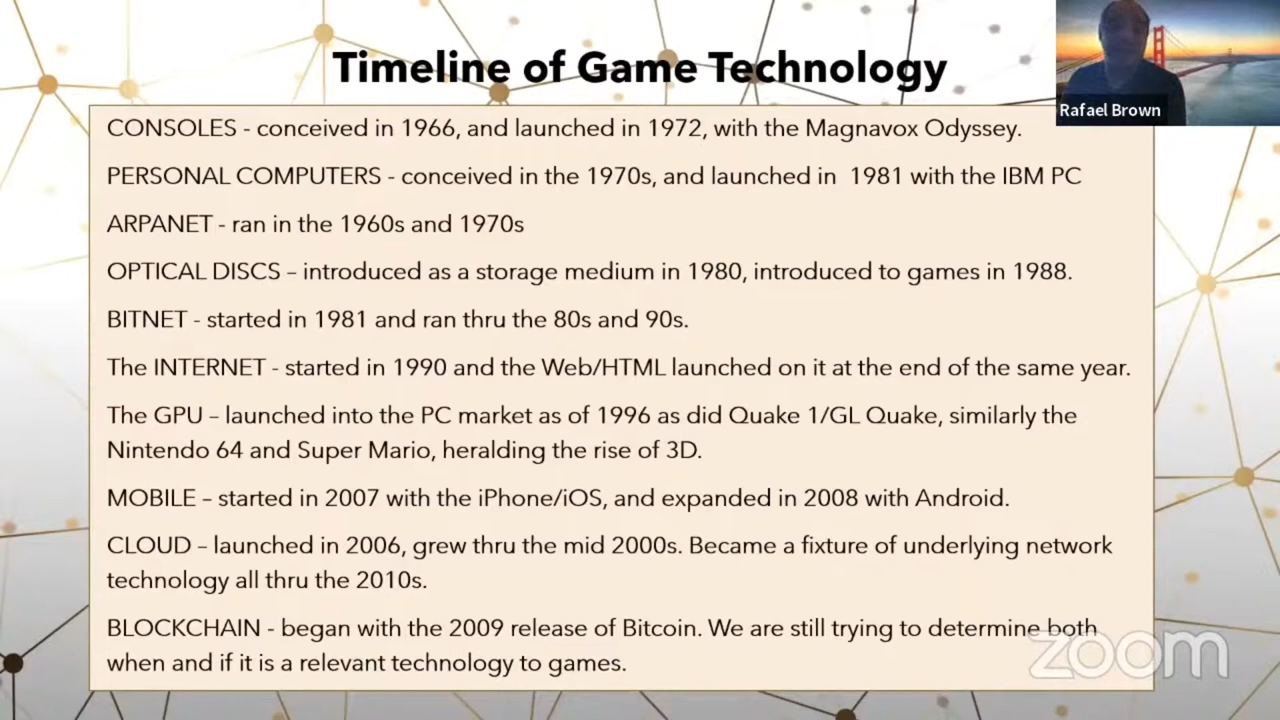 Timeline of Game Technology
Rafael Brown
CONSOLES - conceived in 1966, and launched in 1972, with the Magnavox Odyssey.
PERSONAL COMPUTERS - conceived in the 1970s, and launched in  1981 with the IBM PC
ARPANET - ran in the 1960s and 1970s
OPTICAL DISCS – introduced as a storage medium in 1980, introduced to games in 1988.
BITNET - started in 1981 and ran thru the 80s and 90s.
The INTERNET - started in 1990 and the Web/HTML launched on it at the end of the same year.
The GPU – launched into the PC market as of 1996 as did Quake 1/GL Quake, similarly the
Nintendo 64 and Super Mario, heralding the rise of 3D.
MOBILE – started in 2007 with the iPhone/iOS, and expanded in 2008 with Android.
CLOUD – launched in 2006, grew thru the mid 2000s. Became a fixture of underlying network
technology all thru the 2010s.
BLOCKCHAIN - began with the 2009 release of Bitcoin. We are still trying to determine both
when and if it is a relevant technology to games.
zoom